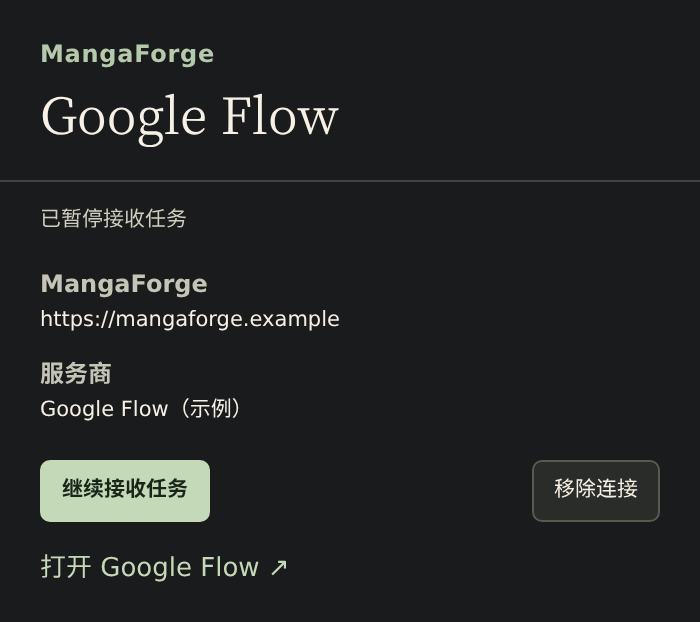 MangaForge
Google Flow
已暂停接收任务
MangaForge
https://mangaforge.example
服务商
Google Flow（示例）
继续接收任务
移除连接
打开 Google Flow ↗